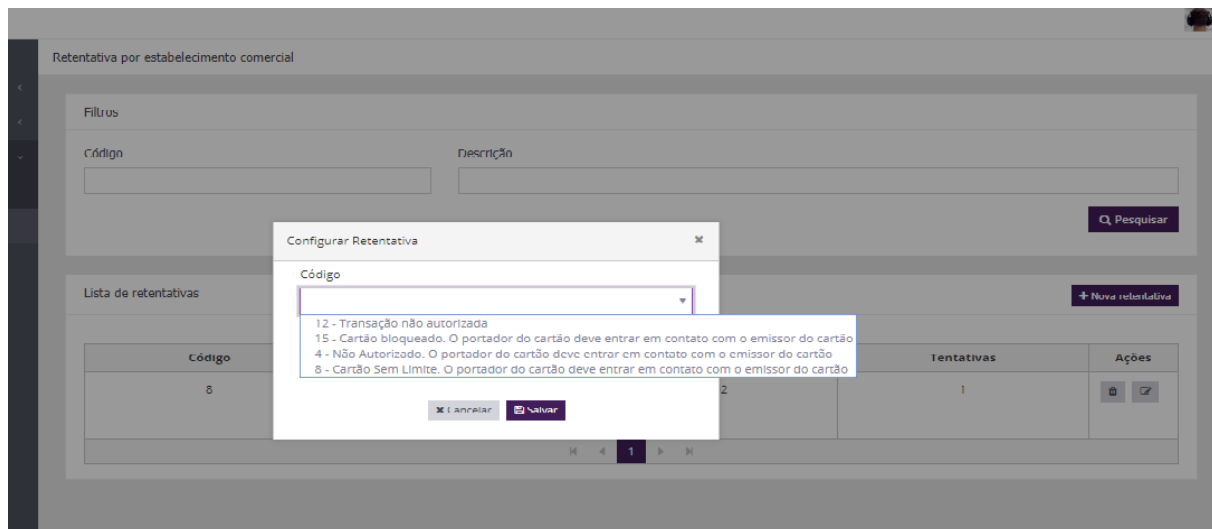 Retentativa por estabelecimento comercial
Filtros
Código Descrição
Pesquisar
Configurar Retentativa
Código
Lista de retentativas
Nova retentativa
12 - Transação não autorizada
15 - Cartão bloqueado. O portador do cartão deve entrar em contato com o emissor do cartão
4 - Não Autorizado. O portador do cartão deve entrar em contato com o emissor do cartão
8 - Cartão Sem Limite. O portador do cartão deve entrar em contato com o emissor do cartão
Código Tentativas Ações
8 2 1
Cancelar Salvar
1